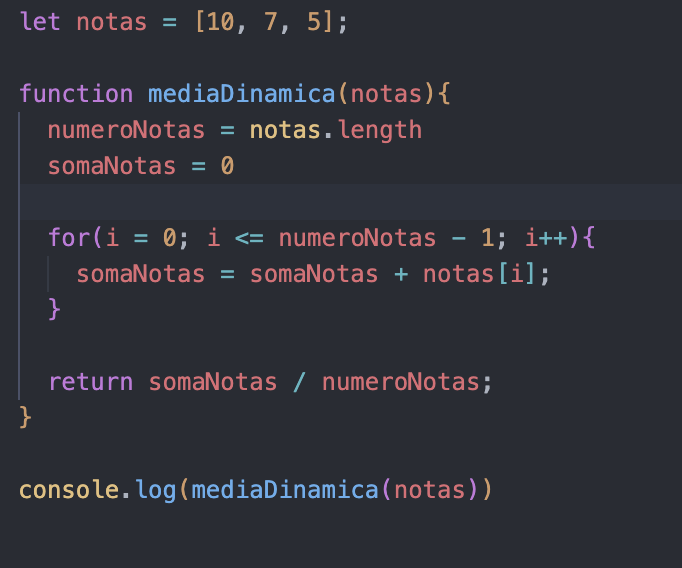 let notas = [10, 7, 5];
function mediaDinamica(notas){
numeroNotas = notas.length
somaNotas = 0
for(i = 0; i <= numeroNotas - 1; i++){
somaNotas = somaNotas + notas[i];
}
return somaNotas / numeroNotas;
}
console.log(mediaDinamica(notas))